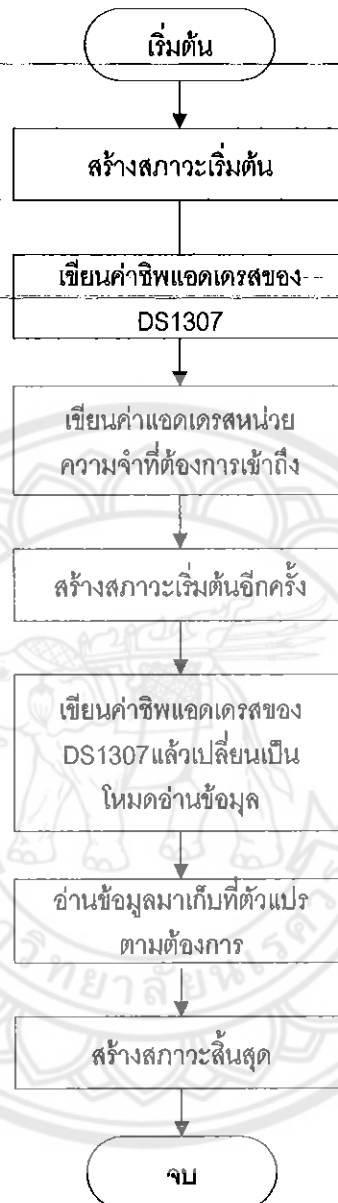 เริ่มต้น
สร้างสภาวะเริ่มต้น
เขียนค่าชิพแอดเดรสของ
DS1307
เขียนค่าแอดเดรสหน่วย
ความจำที่ต้องการเข้าถึง
สร้างสภาวะเริ่มต้นอีกครั้ง
เขียนค่าชิพแอดเดรสของ
DS1307แล้วเปลี่ยนเป็น
โหมดอ่านข้อมูล
อ่านข้อมูลมาเก็บที่ตัวแปร
ตามต้องการ
สร้างสภาวะสิ้นสุด
จบ